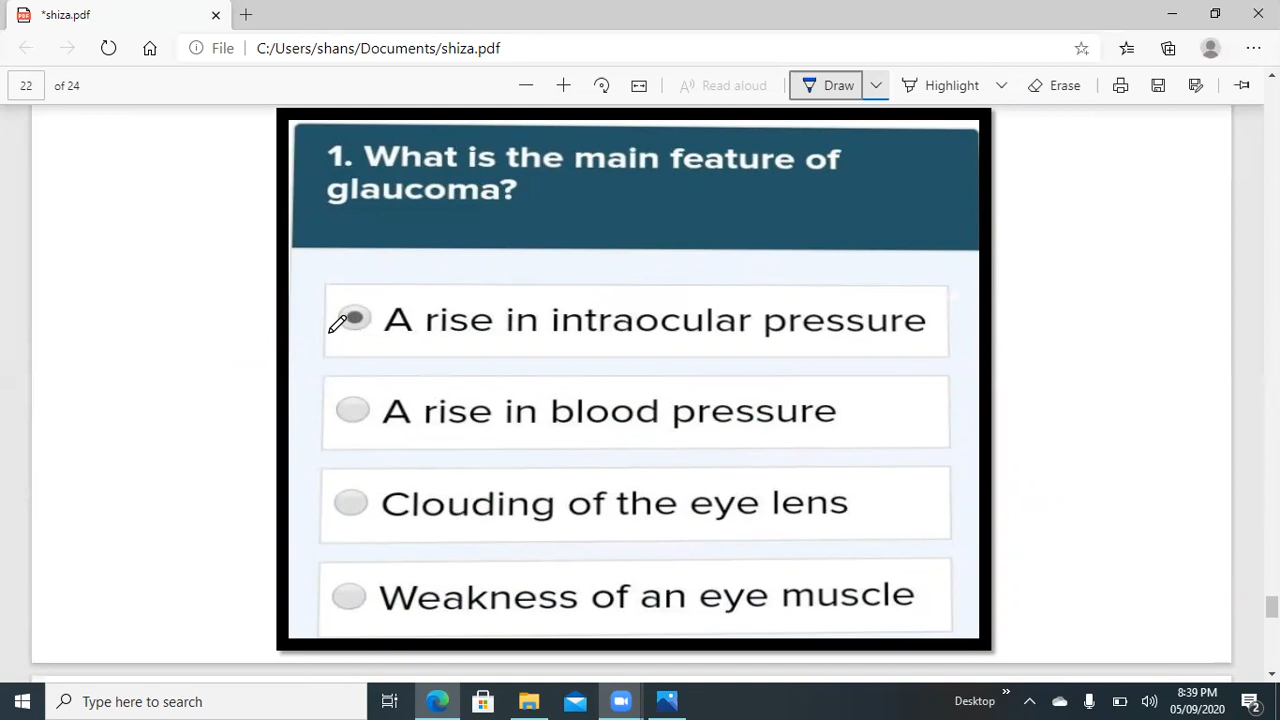 *shiza.pdf
File C:/Users/shans/Documents/shiza.pdf
22 of 24 Read aloud Draw Highlight Erase
1. What is the main feature of
glaucoma?
A rise in intraocular pressure
A rise in blood pressure
Clouding of the eye lens
Weakness of an eye muscle
Type here to search Desktop 8:39 PM
05/09/2020 2